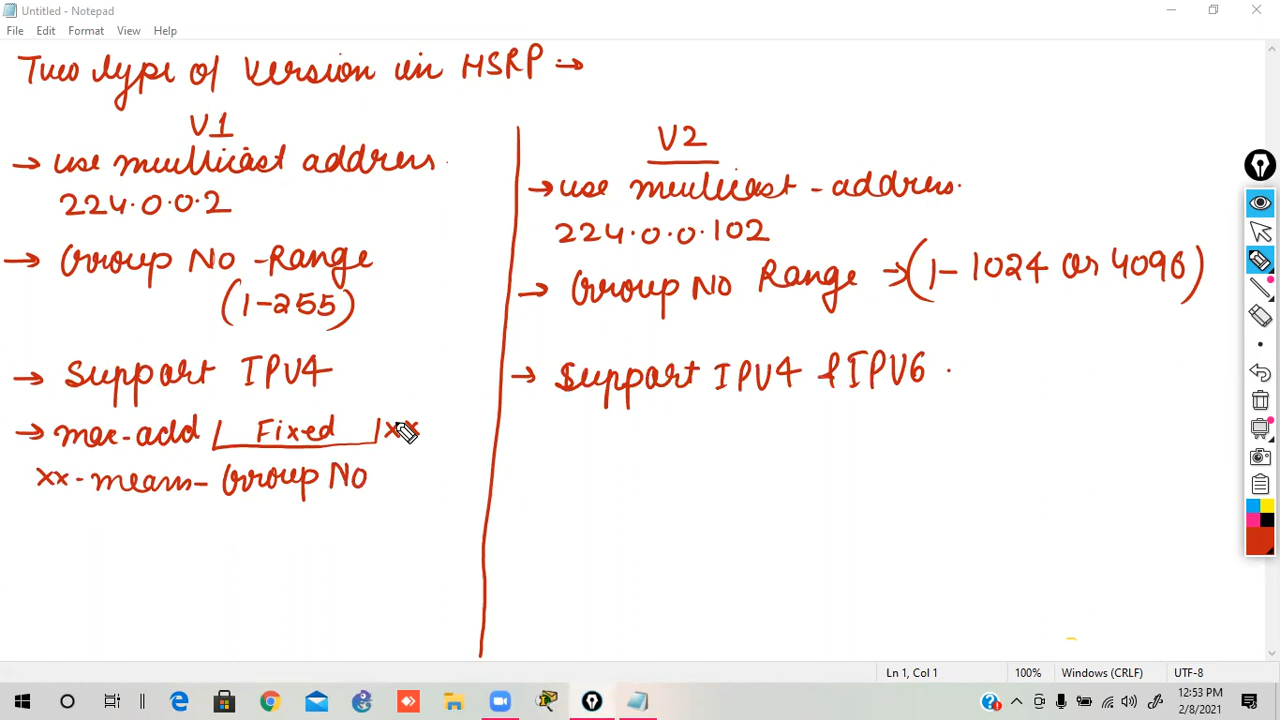 Untitled - Notepad
File Edit Format View Help
Two type of Version in HSRP →
V1
→ use multicast address
224.0.0.2
→ Group No - Range
(1-255)
→ Support IPV4
→ mac-add Fixed xx
xx - means - Group No
V2
→ use multicast - address.
224.0.0.102
→ Group No Range → (1 - 1024 or 4096)
→ Support IPV4 & IPV6
Ln 1, Col 1 100% Windows (CRLF) UTF-8
12:53 PM
2/8/2021